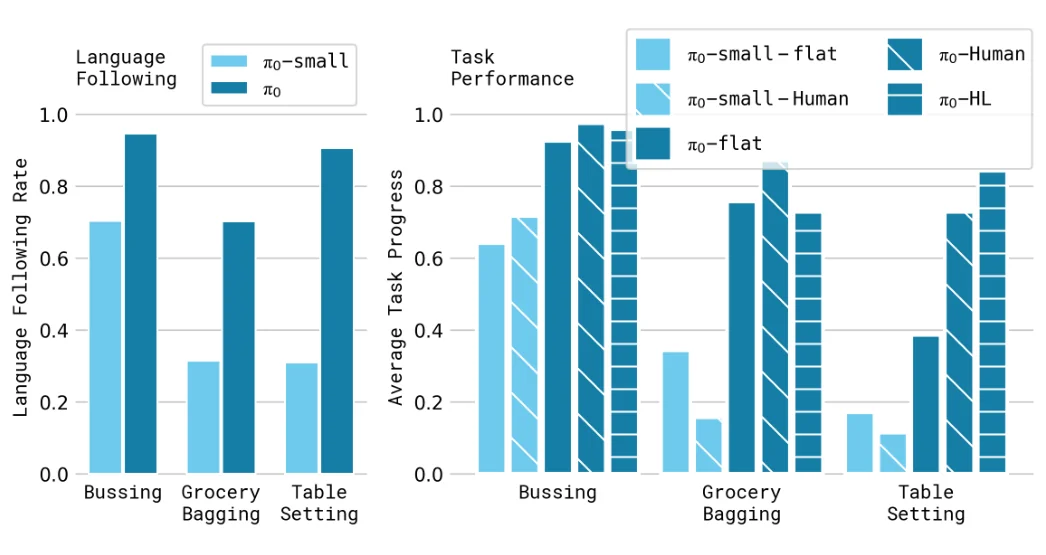 Language
Following
π₀-small
π₀
Language Following Rate
1.0
0.8
0.6
0.4
0.2
0.0
Bussing
Grocery
Bagging
Table
Setting
Task
Performance
π₀-small-flat
π₀-small-Human
π₀-flat
π₀-Human
π₀-HL
Average Task Progress
1.0
0.8
0.6
0.4
0.2
0.0
Bussing
Grocery
Bagging
Table
Setting